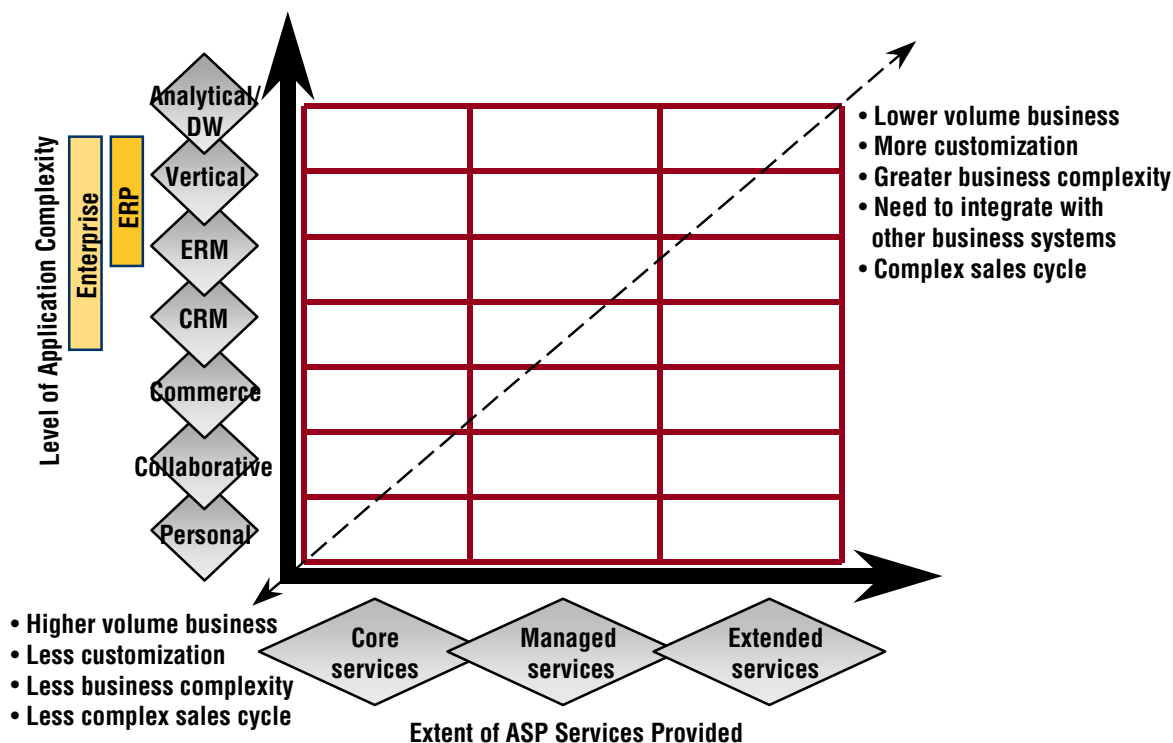 Level of Application Complexity
Enterprise
ERP
Analytical/
DW
Vertical
ERM
CRM
Commerce
Collaborative
Personal
• Lower volume business
• More customization
• Greater business complexity
• Need to integrate with
other business systems
• Complex sales cycle
• Higher volume business
• Less customization
• Less business complexity
• Less complex sales cycle
Core
services
Managed
services
Extended
services
Extent of ASP Services Provided